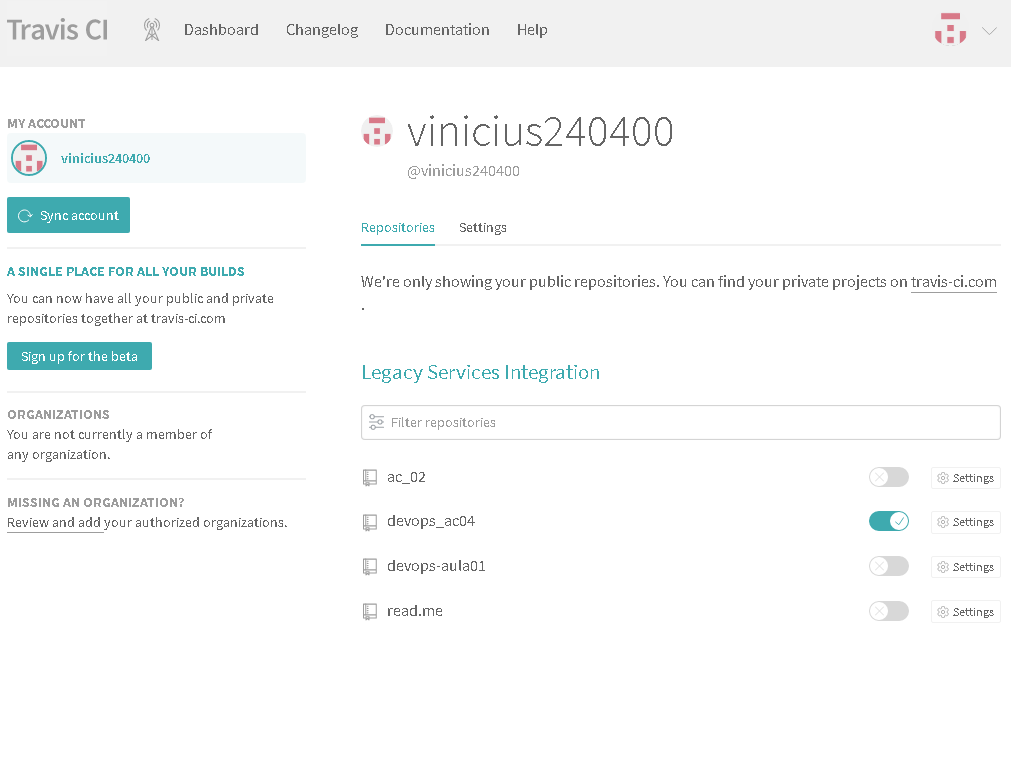 Travis CI
Dashboard
Changelog
Documentation
Help
MY ACCOUNT
vinicius240400
Sync account
A SINGLE PLACE FOR ALL YOUR BUILDS
You can now have all your public and private
repositories together at travis-ci.com
Sign up for the beta
ORGANIZATIONS
You are not currently a member of
any organization.
MISSING AN ORGANIZATION?
Review and add your authorized organizations.
vinicius240400
@vinicius240400
Repositories
Settings
We're only showing your public repositories. You can find your private projects on travis-ci.com
.
Legacy Services Integration
Filter repositories
ac_02
Settings
devops_ac04
Settings
devops-aula01
Settings
read.me
Settings